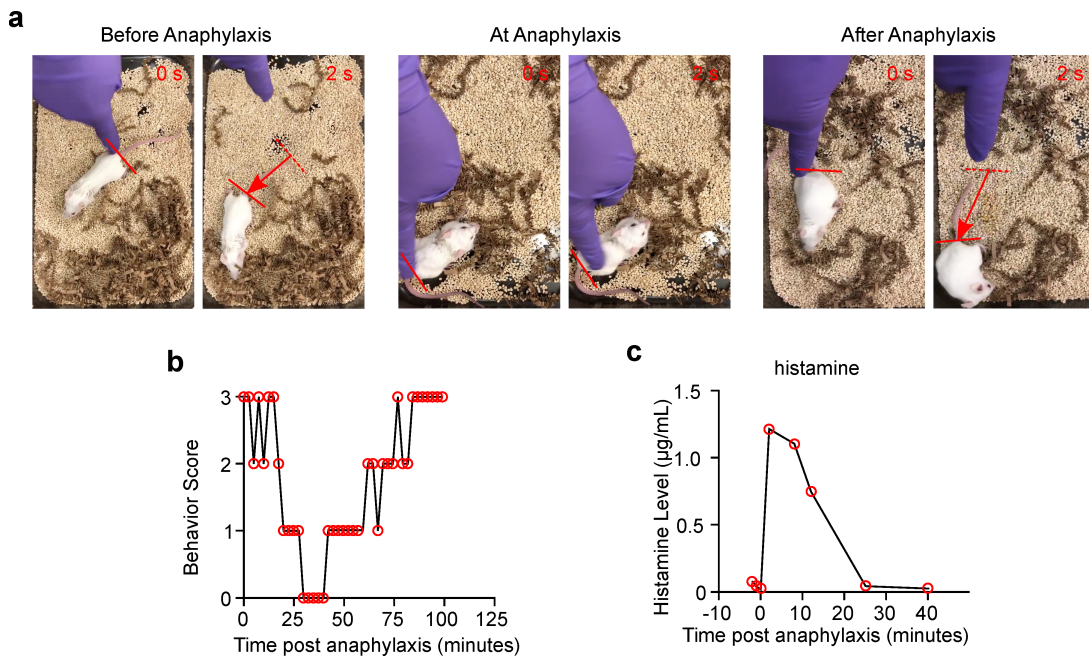 a
Before Anaphylaxis
At Anaphylaxis
After Anaphylaxis
0 s
2 s
0 s
2 s
0 s
2 s
b
3
2
1
0
Behavior Score
0
25
50
75
100
125
Time post anaphylaxis (minutes)
c
histamine
1.5
1.0
0.5
0
Histamine Level (µg/mL)
-10
0
10
20
30
40
50
Time post anaphylaxis (minutes)